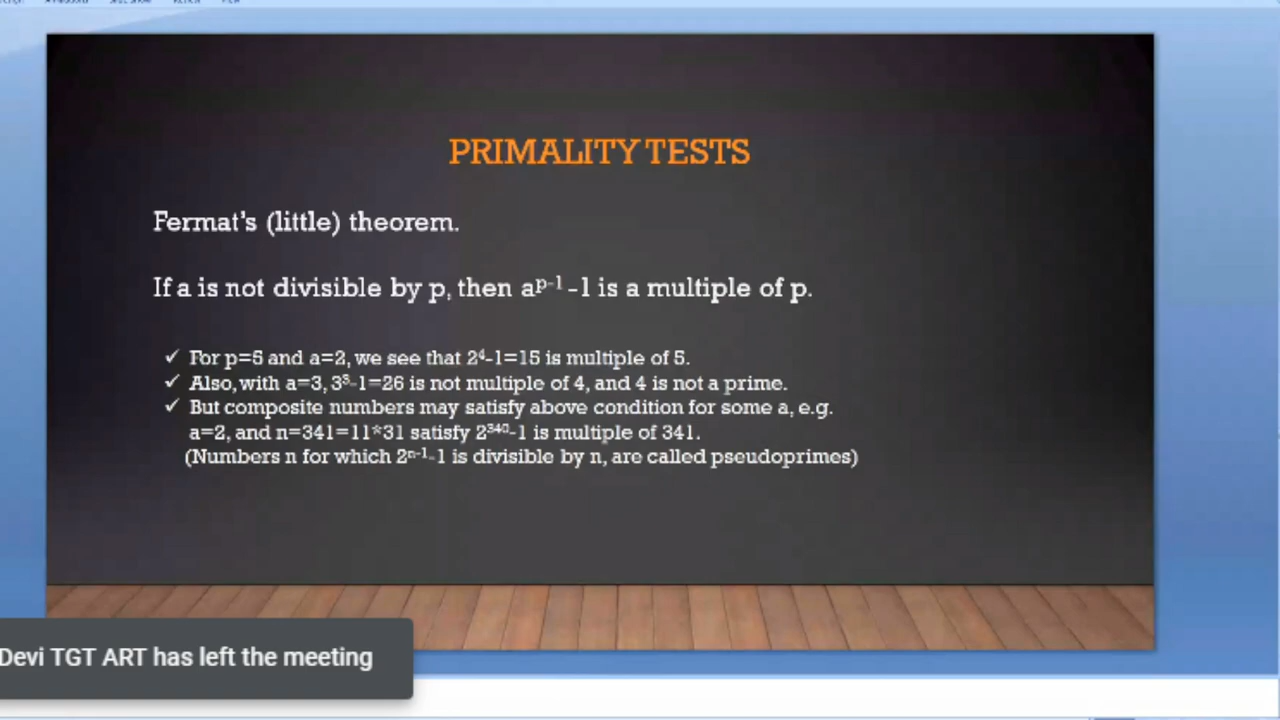 PRIMALITY TESTS
Fermat's (little) theorem.
If a is not divisible by p, then aᵖ⁻¹ -1 is a multiple of p.
✓ For p=5 and a=2, we see that 2⁴-1=15 is multiple of 5.
✓ Also, with a=3, 3³-1=26 is not multiple of 4, and 4 is not a prime.
✓ But composite numbers may satisfy above condition for some a, e.g.
a=2, and n=341=11*31 satisfy 2³⁴⁰-1 is multiple of 341.
(Numbers n for which 2ⁿ⁻¹-1 is divisible by n, are called pseudoprimes)
Devi TGT ART has left the meeting